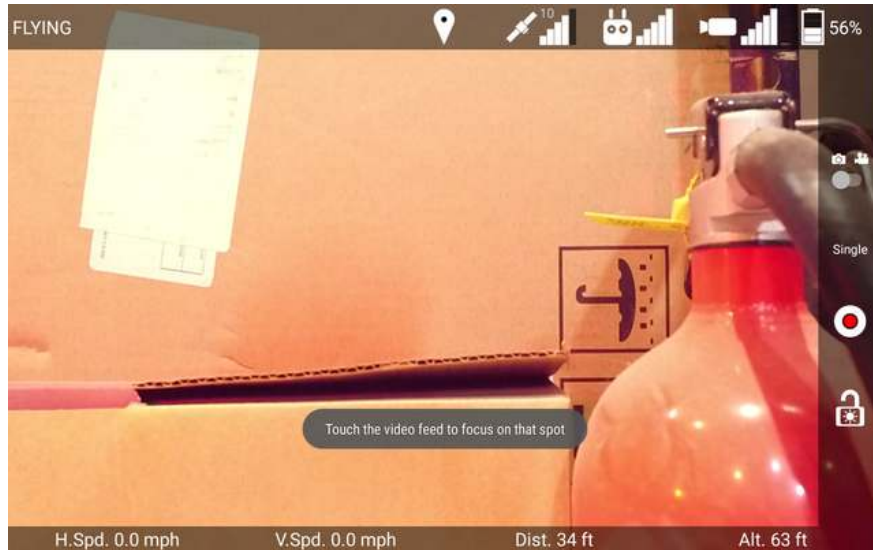 FLYING
10
56%
Single
Touch the video feed to focus on that spot
H.Spd. 0.0 mph
V.Spd. 0.0 mph
Dist. 34 ft
Alt. 63 ft